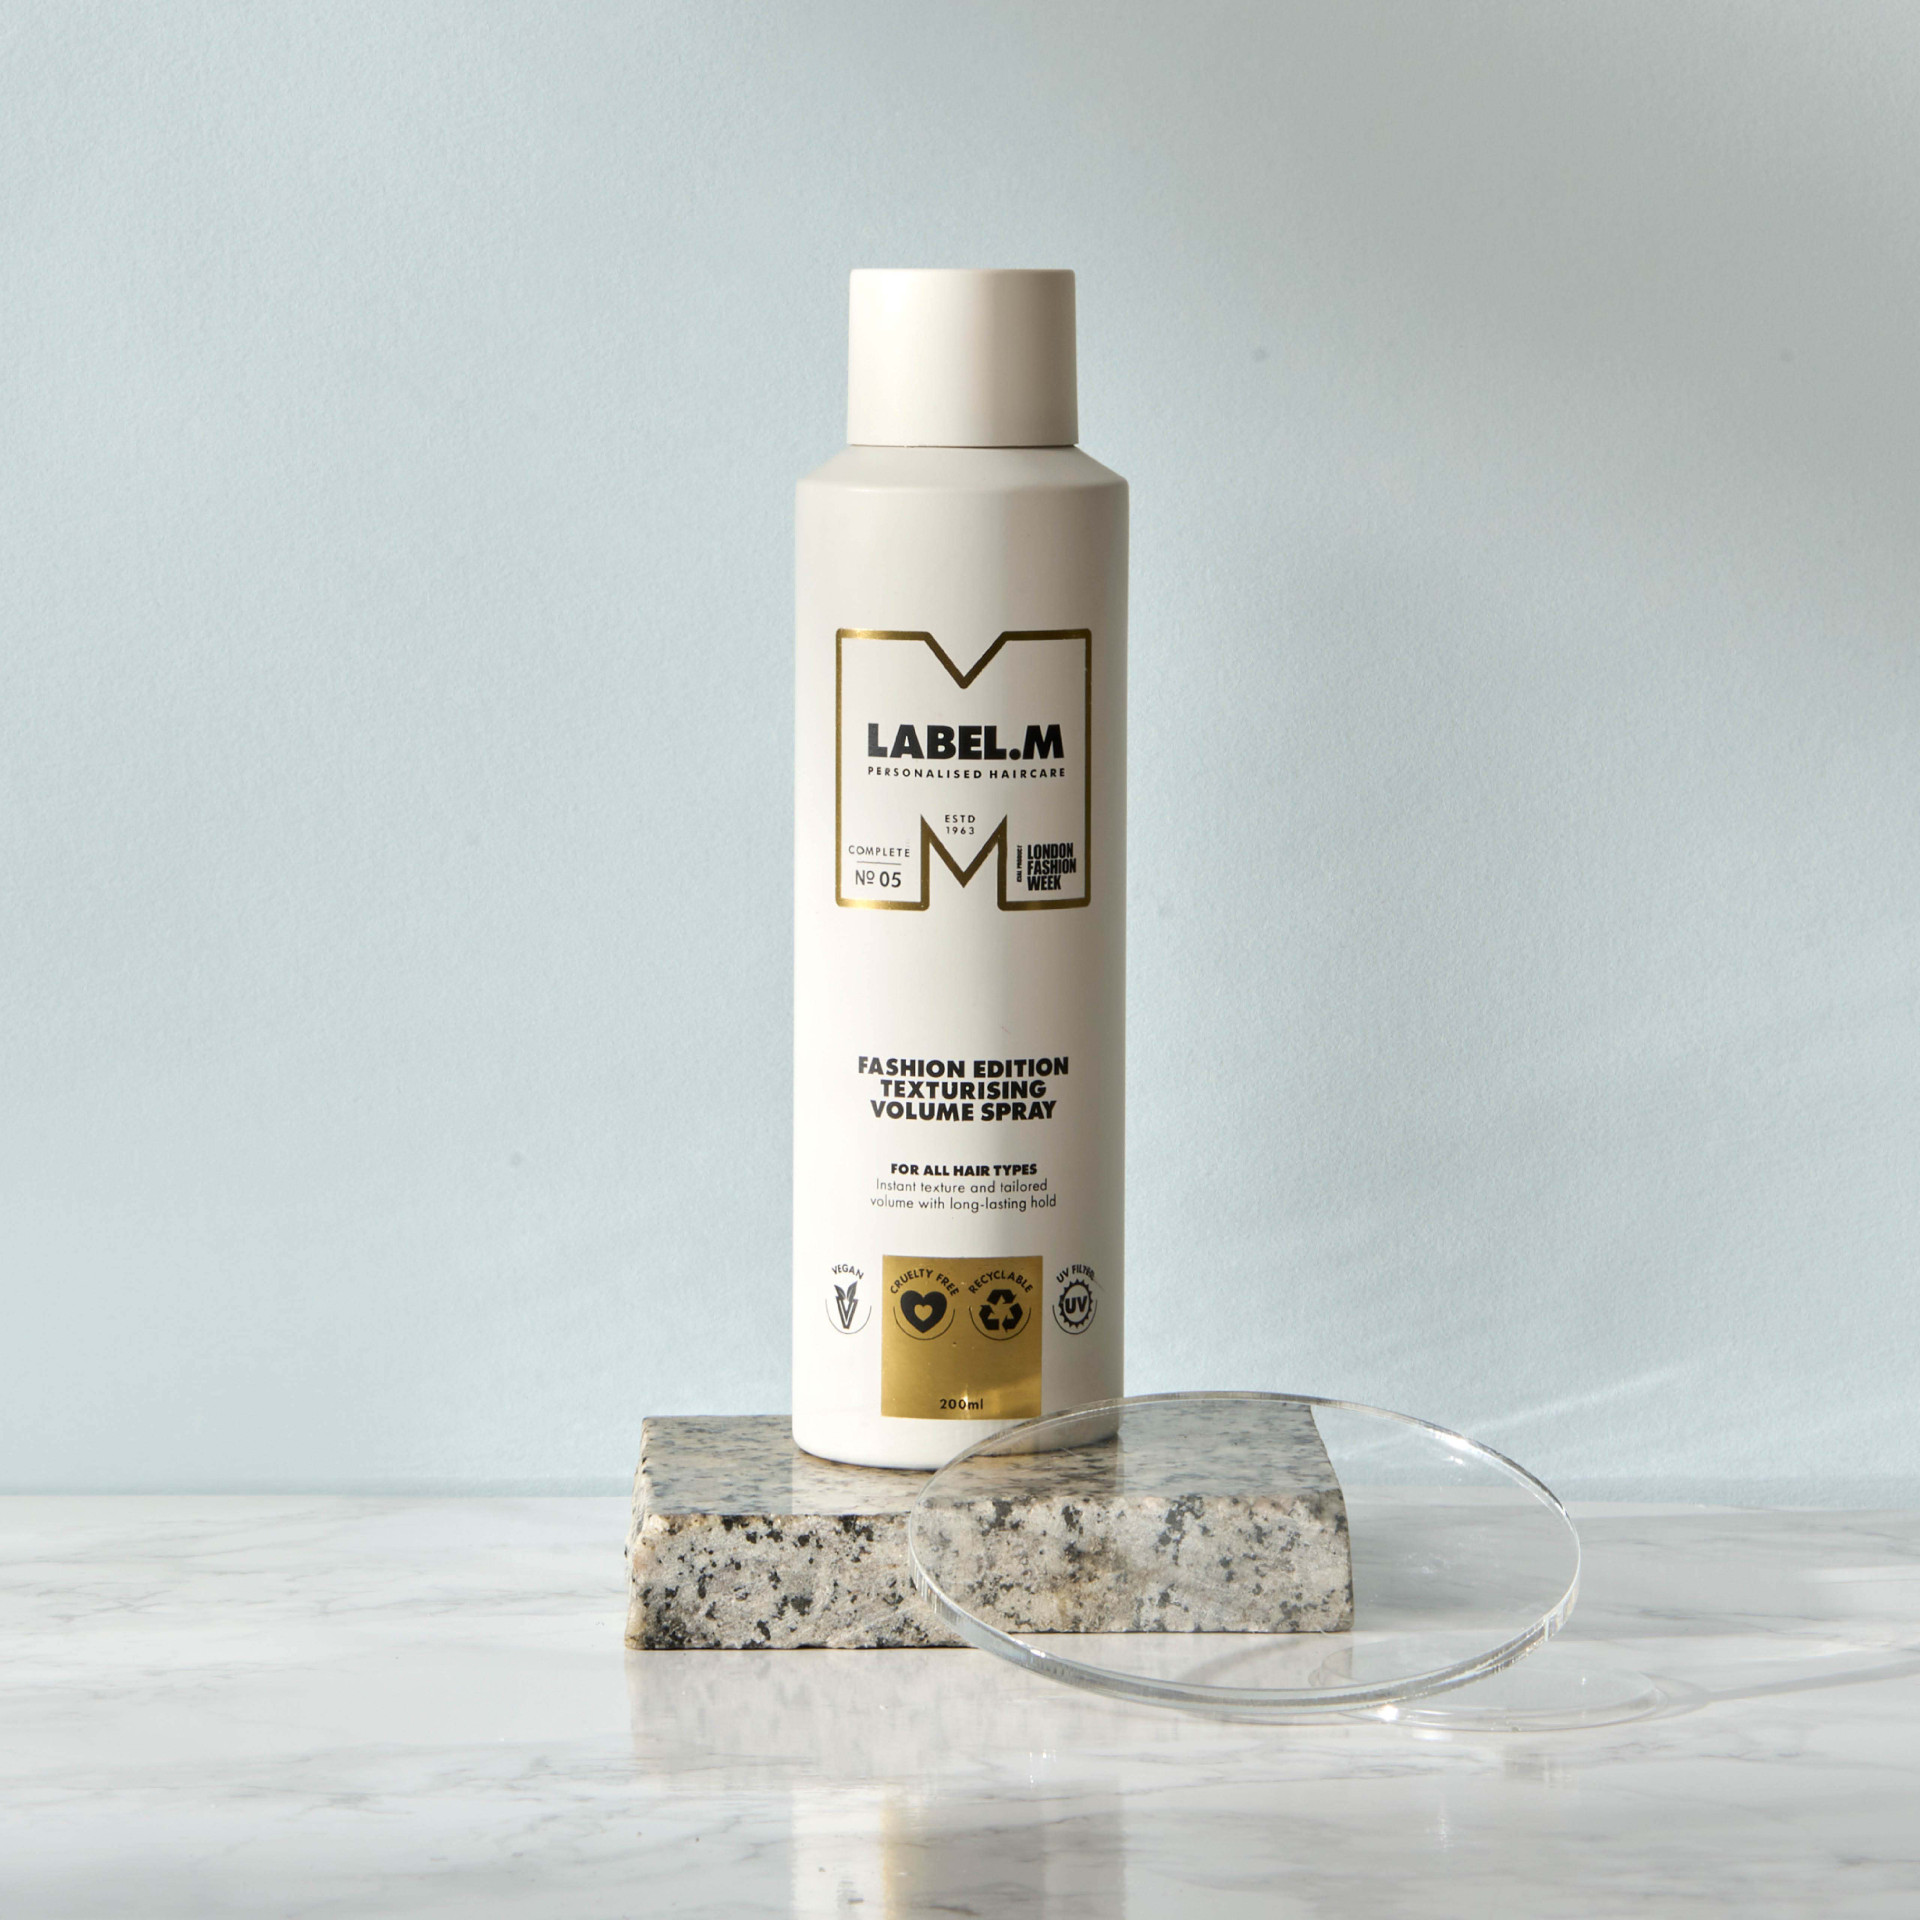 LABEL.M
PERSONALISED HAIRCARE
ESTD
1963
COMPLETE
Nº 05
LONDON
FASHION
WEEK
FASHION EDITION
TEXTURISING
VOLUME SPRAY
FOR ALL HAIR TYPES
Instant texture and tailored
volume with long-lasting hold
VEGAN
CRUELTY FREE
RECYCLABLE
UV FILTER
UV
200ml